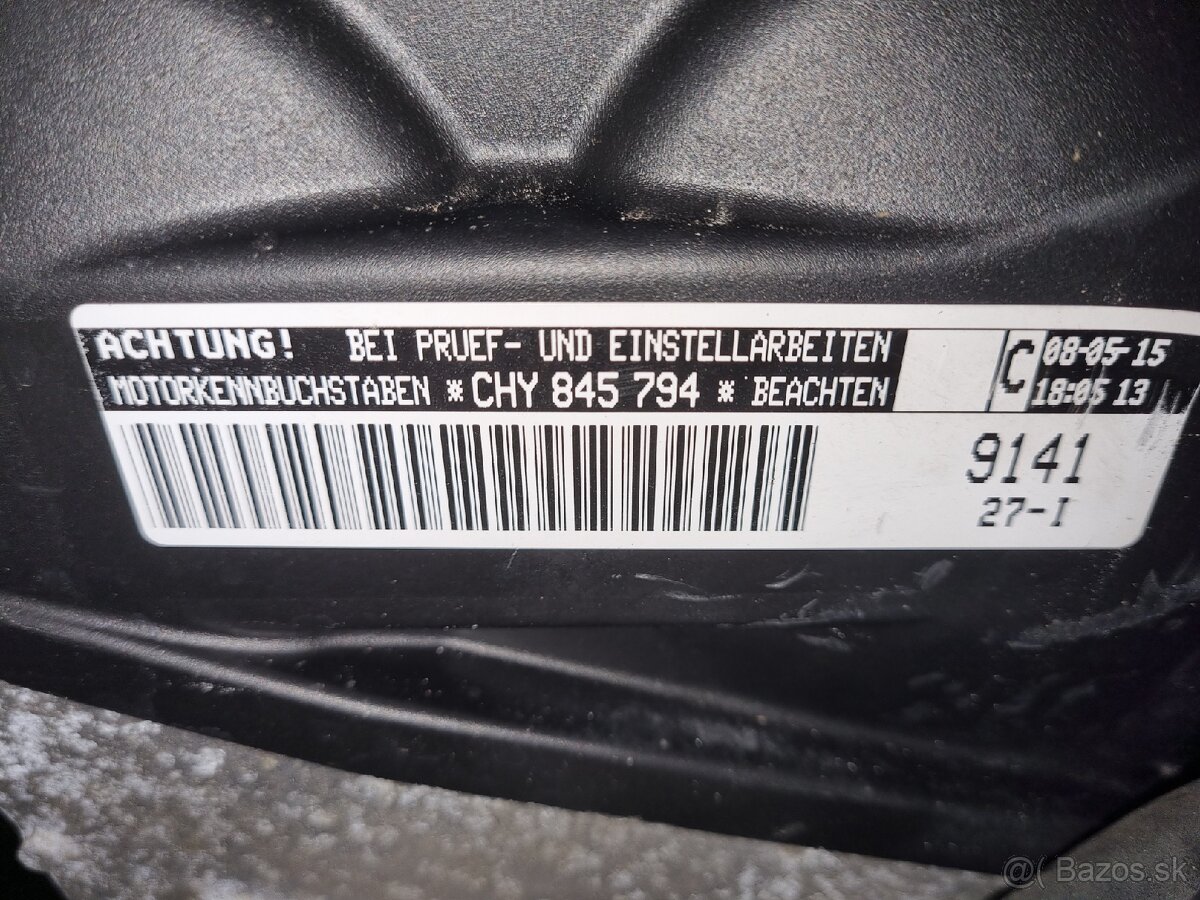 ACHTUNG! BEI PRUEF- UND EINSTELLARBEITEN
MOTORKENNBUCHSTABEN *CHY 845 794 * BEACHTEN
C
08-05-15
18:05 13
9141
27-I
@( Bazos.sk